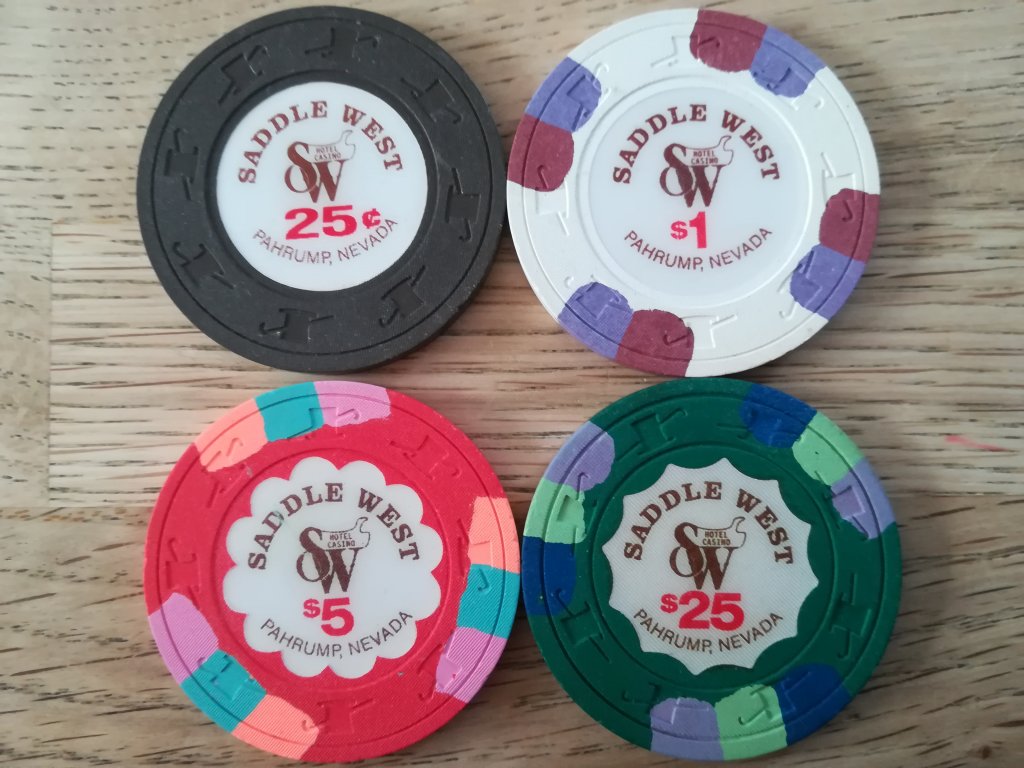 SADDLE WEST
HOTEL
CASINO
SW
25¢
PAHRUMP, NEVADA
SADDLE WEST
HOTEL
CASINO
SW
$1
PAHRUMP, NEVADA
SADDLE WEST
HOTEL
CASINO
SW
$5
PAHRUMP, NEVADA
SADDLE WEST
HOTEL
CASINO
SW
$25
PAHRUMP, NEVADA